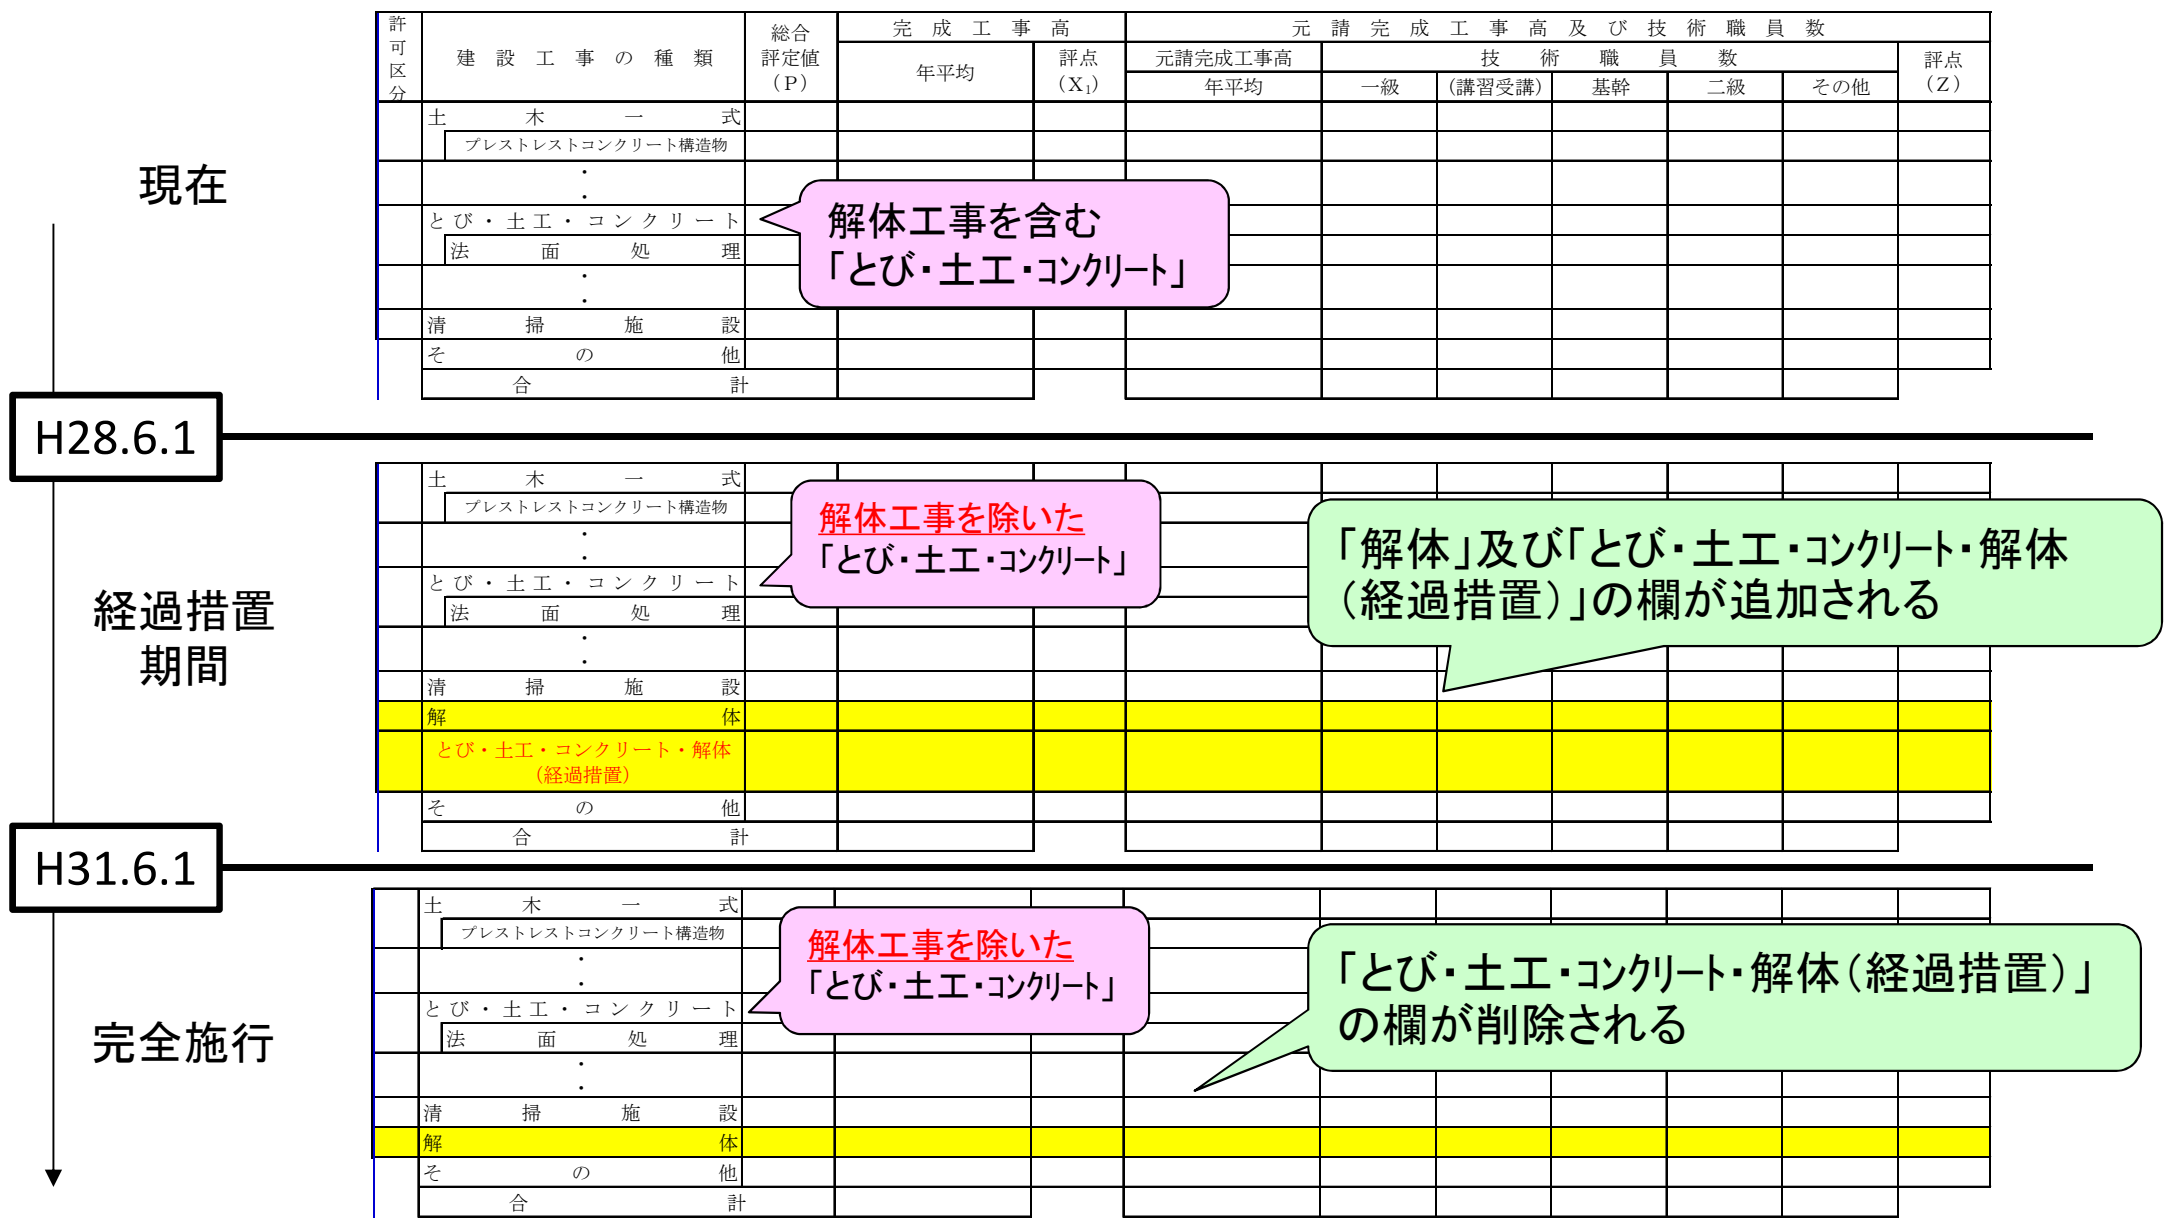 許可区分
建設工事の種類
総合評定値(P)
完成工事高
元請完成工事高及び技術職員数
年平均
評点(X₁)
元請完成工事高
技術職員数
評点(Z)
年平均
一級
(講習受講)
基幹
二級
その他
現在
土木一式
プレストレストコンクリート構造物
・
・
とび・土工・コンクリート
法面処理
・
・
清掃施設
その他
合計
解体工事を含む
「とび・土工・コンクリート」
H28.6.1
経過措置
期間
土木一式
プレストレストコンクリート構造物
・
・
とび・土工・コンクリート
法面処理
・
・
清掃施設
解体
とび・土工・コンクリート・解体
(経過措置)
その他
合計
解体工事を除いた
「とび・土工・コンクリート」
「解体」及び「とび・土工・コンクリート・解体
(経過措置)」の欄が追加される
H31.6.1
完全施行
土木一式
プレストレストコンクリート構造物
・
・
とび・土工・コンクリート
法面処理
・
・
清掃施設
解体
その他
合計
解体工事を除いた
「とび・土工・コンクリート」
「とび・土工・コンクリート・解体(経過措置)」
の欄が削除される